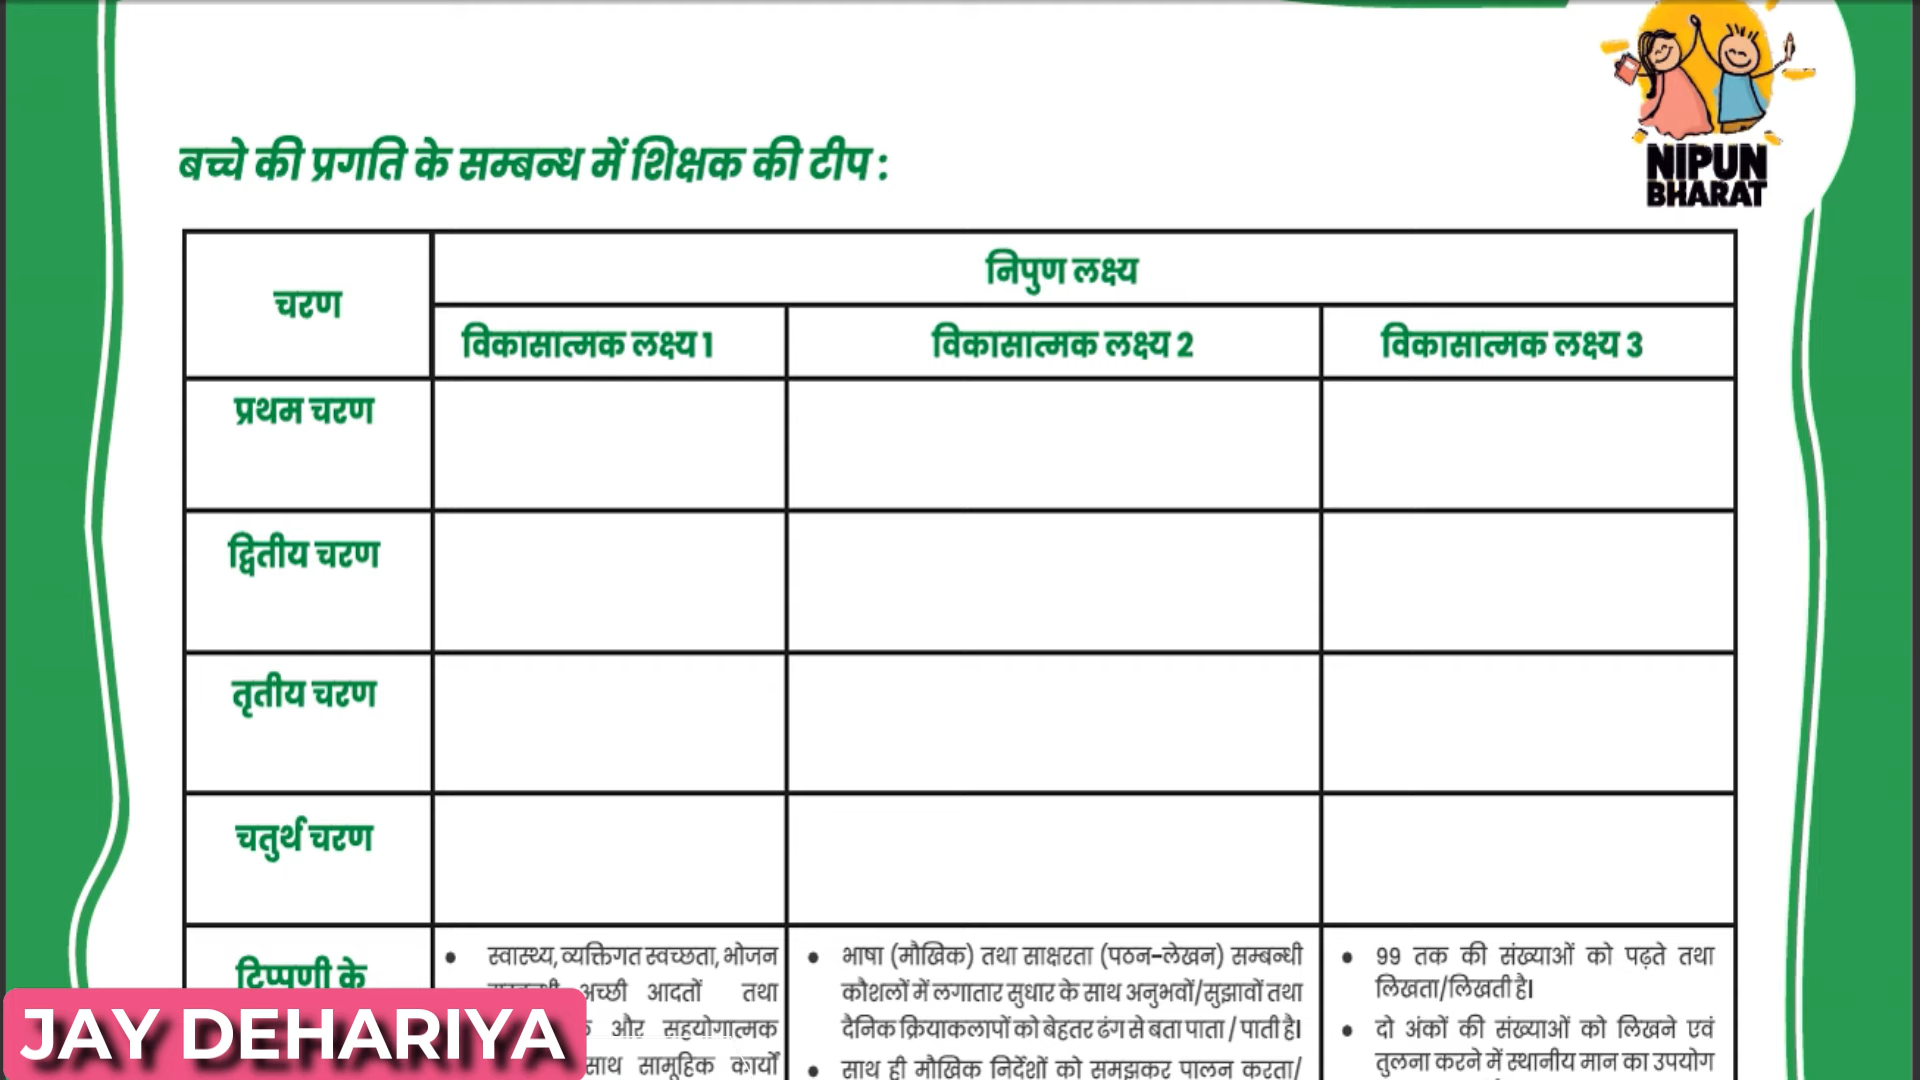 NIPUN
BHARAT
बच्चे की प्रगति के सम्बन्ध में शिक्षक की टीप :
चरण
निपुण लक्ष्य
विकासात्मक लक्ष्य 1
विकासात्मक लक्ष्य 2
विकासात्मक लक्ष्य 3
प्रथम चरण
द्वितीय चरण
तृतीय चरण
चतुर्थ चरण
टिप्पणी के
• स्वास्थ्य, व्यक्तिगत स्वच्छता, भोजन
अच्छी आदतों तथा
और सहयोगात्मक
साथ सामूहिक कार्यों
• भाषा (मौखिक) तथा साक्षरता (पठन-लेखन) सम्बन्धी
कौशलों में लगातार सुधार के साथ अनुभवों/सुझावों तथा
दैनिक क्रियाकलापों को बेहतर ढंग से बता पाता / पाती है।
• साथ ही मौखिक निर्देशों को समझकर पालन करता/
• 99 तक की संख्याओं को पढ़ते तथा
लिखता/लिखती है।
• दो अंकों की संख्याओं को लिखने एवं
तुलना करने में स्थानीय मान का उपयोग
JAY DEHARIYA